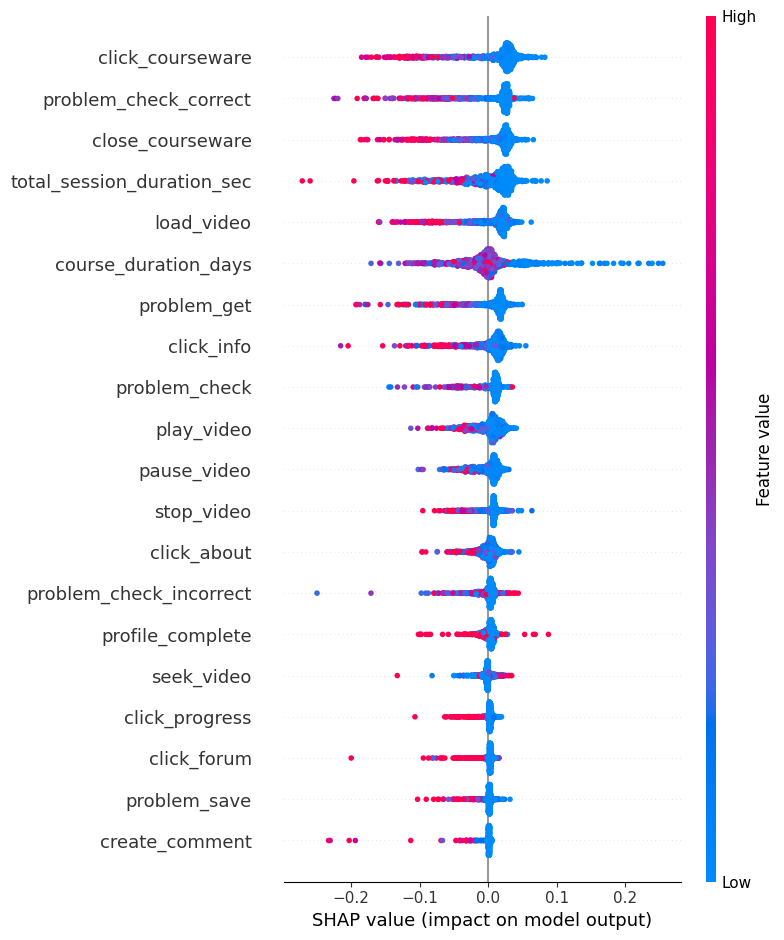 High
click_courseware
problem_check_correct
close_courseware
total_session_duration_sec
load_video
course_duration_days
problem_get
click_info
problem_check
play_video
pause_video
stop_video
click_about
problem_check_incorrect
profile_complete
seek_video
click_progress
click_forum
problem_save
create_comment
Feature value
Low
−0.2 −0.1 0.0 0.1 0.2
SHAP value (impact on model output)